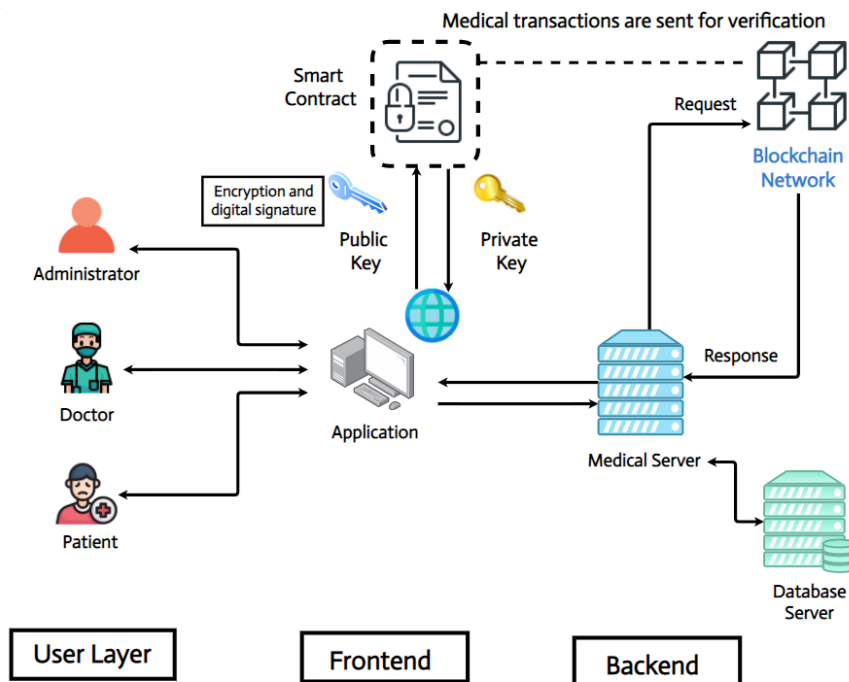 Medical transactions are sent for verification
Smart
Contract
Request
Blockchain
Network
Encryption and
digital signature
Public
Key
Private
Key
Administrator
Response
Doctor
Application
Medical Server
Patient
Database
Server
User Layer
Frontend
Backend